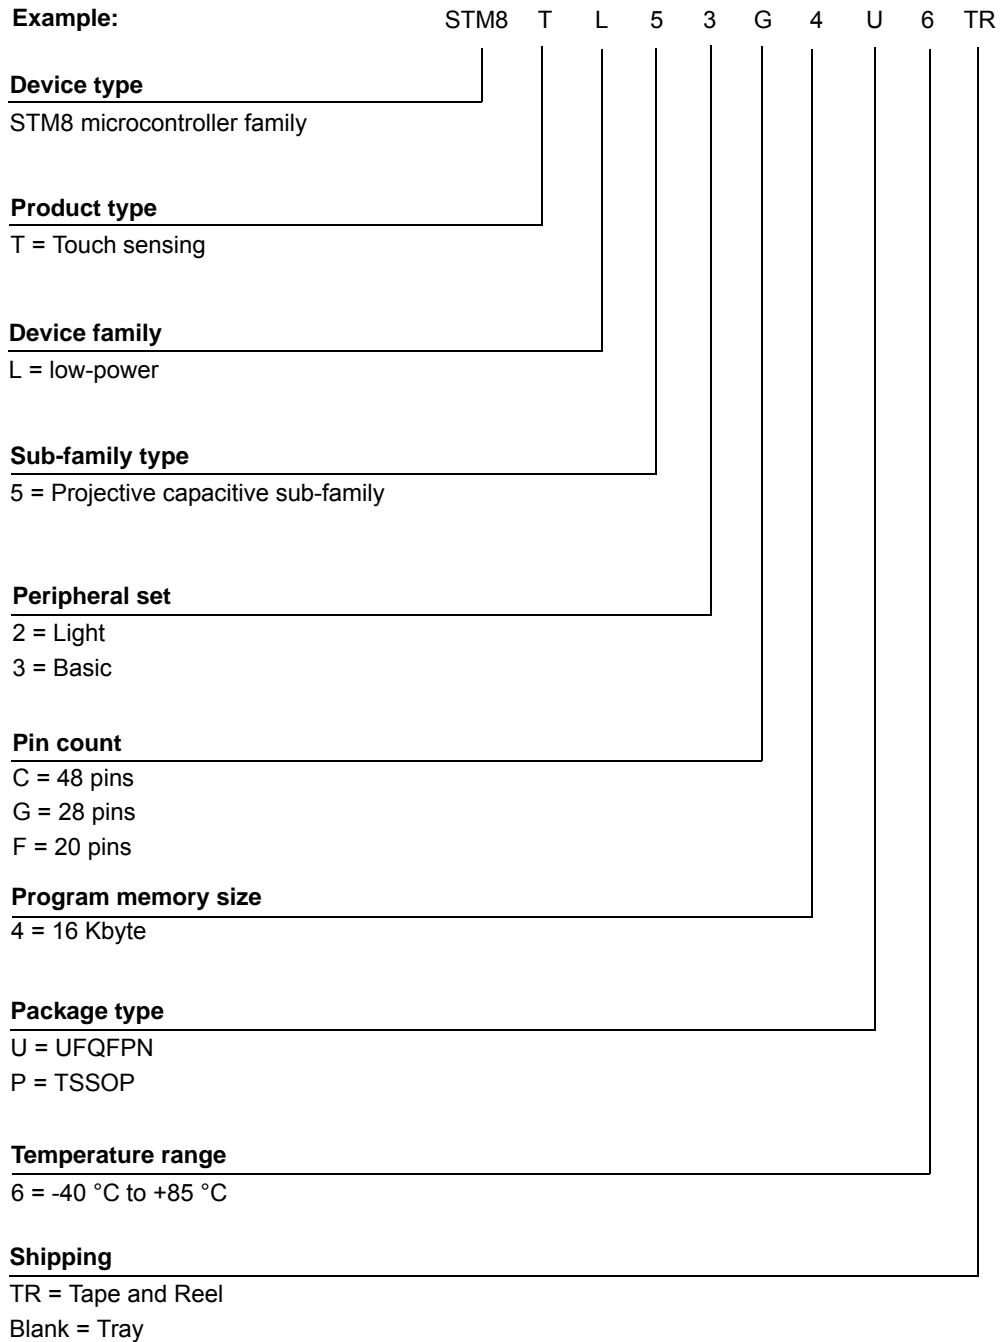 Example: STM8 T L 5 3 G 4 U 6 TR
Device type
STM8 microcontroller family
Product type
T = Touch sensing
Device family
L = low-power
Sub-family type
5 = Projective capacitive sub-family
Peripheral set
2 = Light
3 = Basic
Pin count
C = 48 pins
G = 28 pins
F = 20 pins
Program memory size
4 = 16 Kbyte
Package type
U = UFQFPN
P = TSSOP
Temperature range
6 = -40 °C to +85 °C
Shipping
TR = Tape and Reel
Blank = Tray